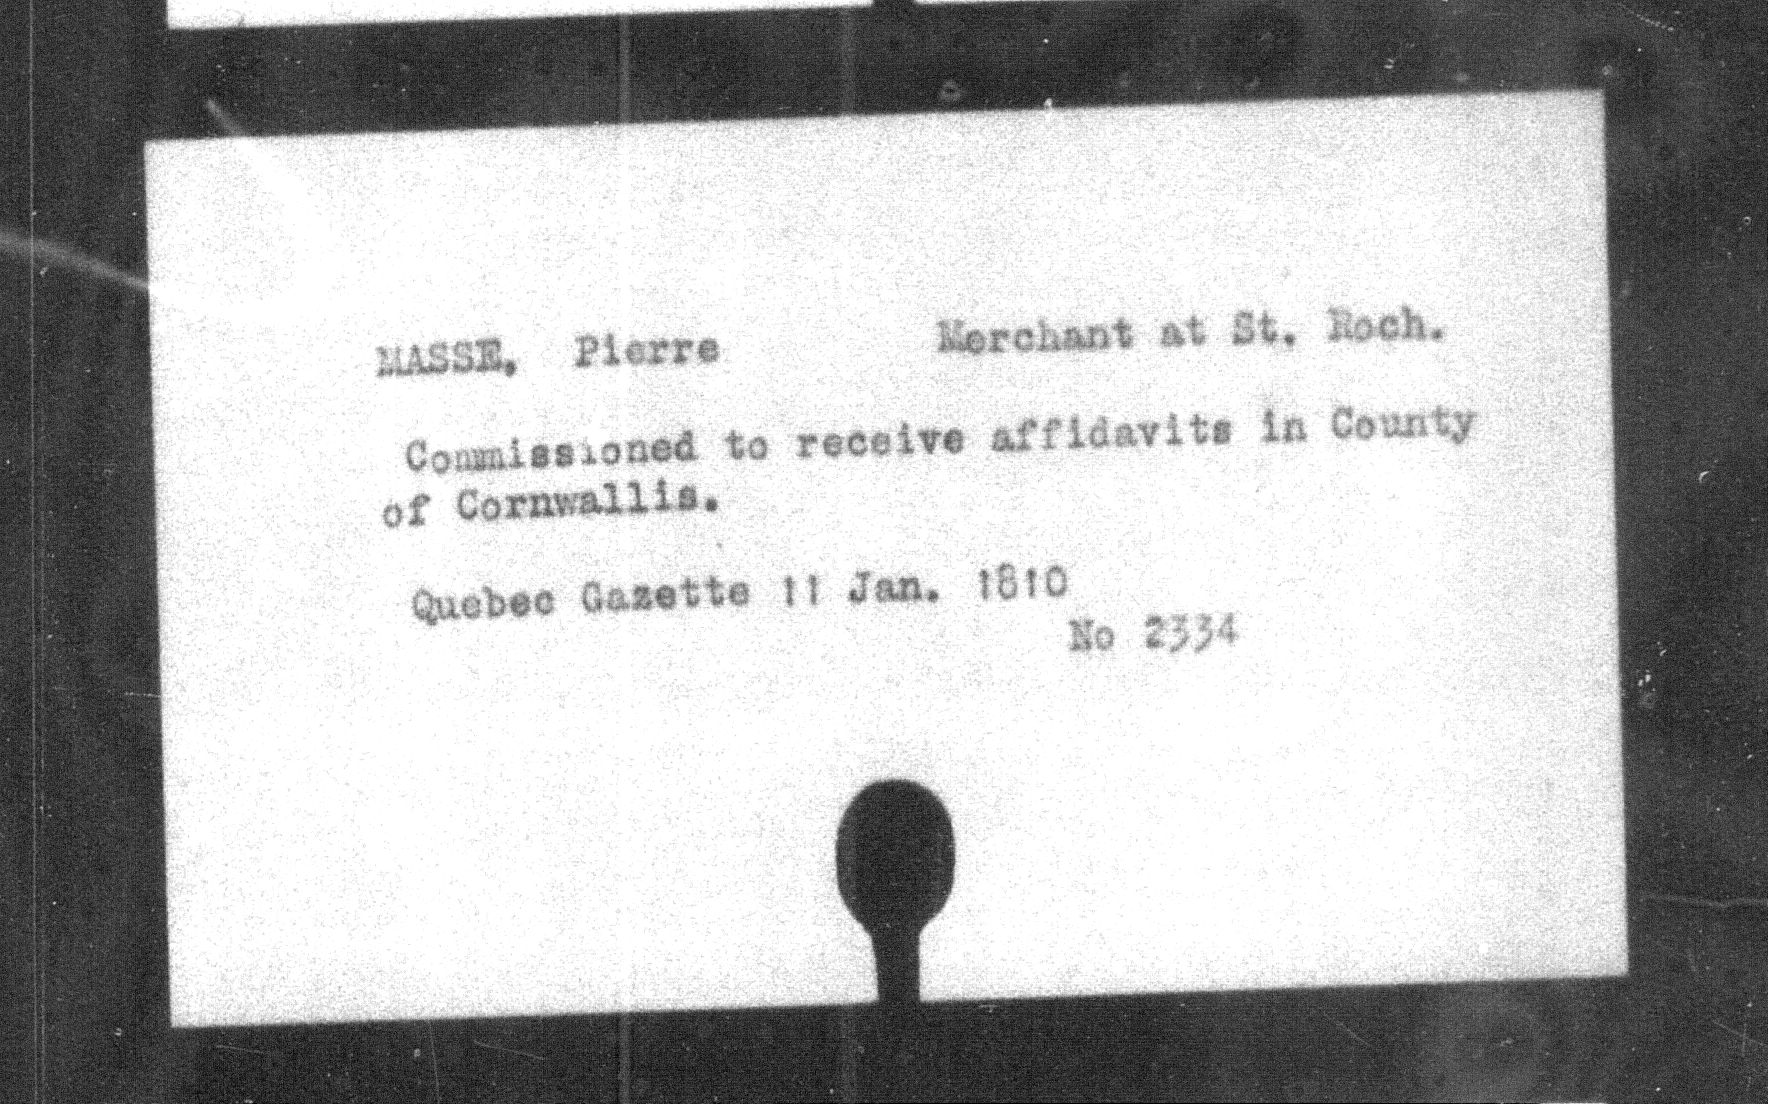 MASSE, Pierre Merchant at St. Roch.
Commissioned to receive affidavits in County
of Cornwallis.
Quebec Gazette 11 Jan. 1810
No 2334